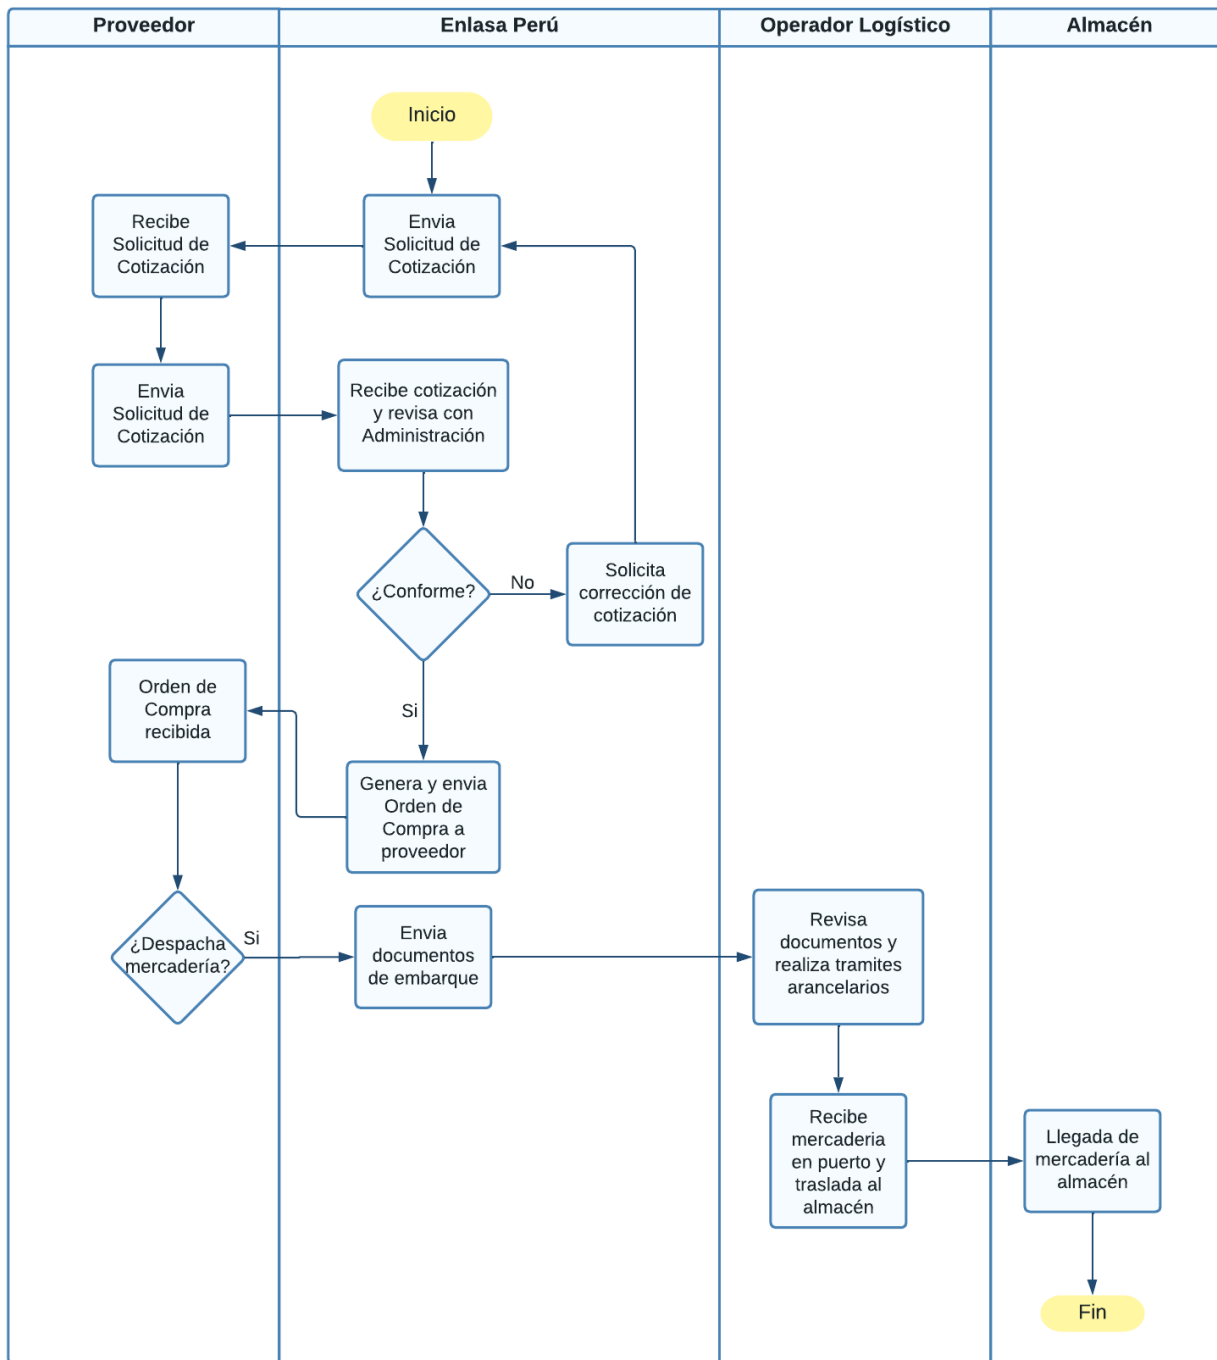 Proveedor
Enlasa Perú
Operador Logístico
Almacén
Inicio
Recibe
Solicitud de
Cotización
Envia
Solicitud de
Cotización
Envia
Solicitud de
Cotización
Recibe cotización
y revisa con
Administración
¿Conforme?
No
Solicita
corrección de
cotización
Si
Orden de
Compra
recibida
Genera y envia
Orden de
Compra a
proveedor
¿Despacha
mercadería?
Si
Envia
documentos
de embarque
Revisa
documentos y
realiza tramites
arancelarios
Recibe
mercaderia
en puerto y
traslada al
almacén
Llegada de
mercadería al
almacén
Fin